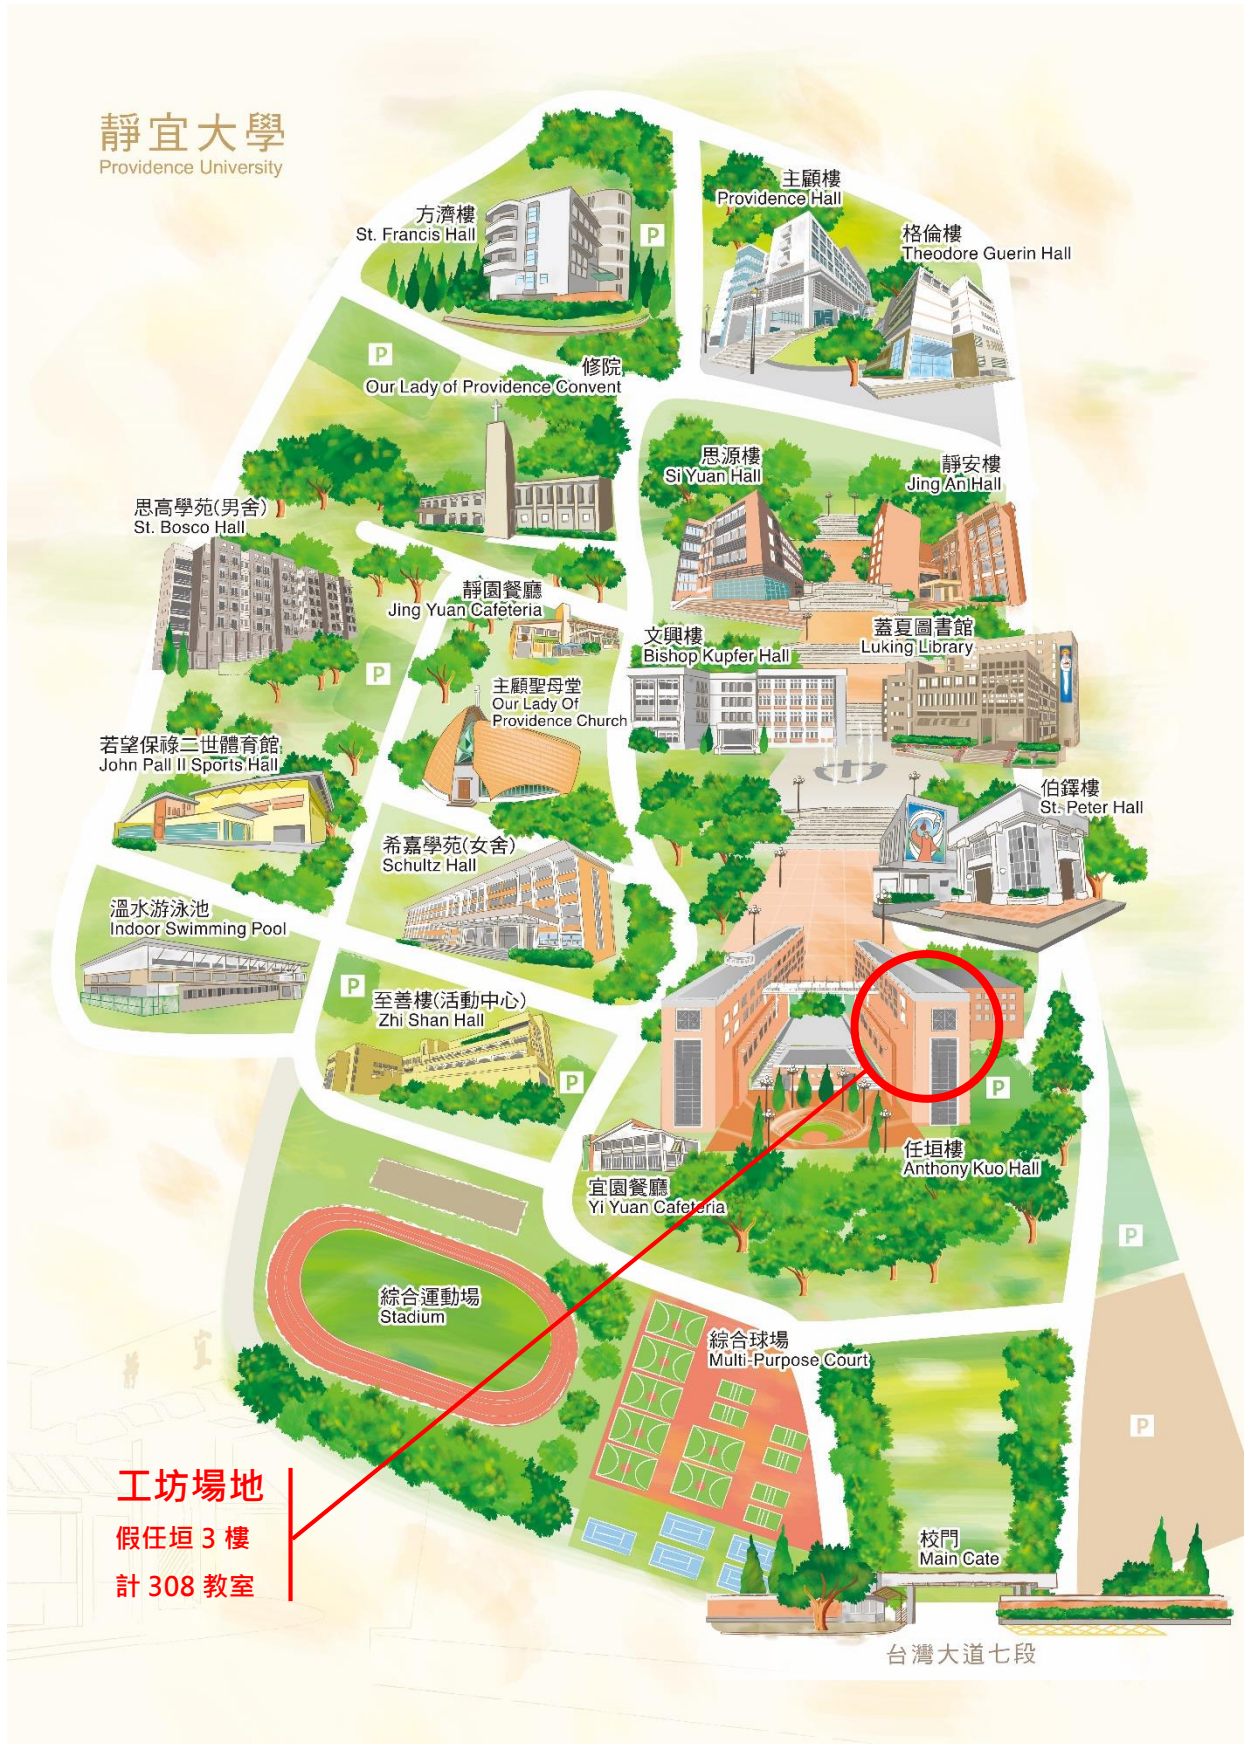 靜宜大學
Providence University
主顧樓
Providence Hall
方濟樓
St. Francis Hall
P
格倫樓
Theodore Guerin Hall
P
修院
Our Lady of Providence Convent
思源樓
Si Yuan Hall
靜安樓
Jing An Hall
思高學苑(男舍)
St. Bosco Hall
靜園餐廳
Jing Yuan Cafeteria
文興樓
Bishop Kupfer Hall
蓋夏圖書館
Luking Library
P
主顧聖母堂
Our Lady Of
Providence Church
若望保祿二世體育館
John Pall II Sports Hall
伯鐸樓
St. Peter Hall
希嘉學苑(女舍)
Schultz Hall
溫水游泳池
Indoor Swimming Pool
P
至善樓(活動中心)
Zhi Shan Hall
P
P
任垣樓
Anthony Kuo Hall
宜園餐廳
Yi Yuan Cafeteria
P
綜合運動場
Stadium
綜合球場
Multi-Purpose Court
P
靜
宜
工坊場地
假任垣 3 樓
計 308 教室
校門
Main Cate
台灣大道七段